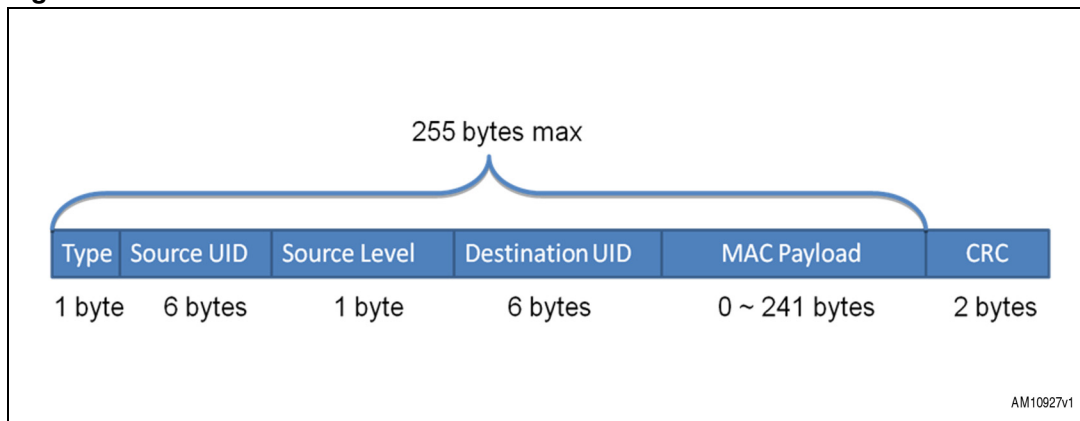 255 bytes max
Type Source UID Source Level Destination UID MAC Payload CRC
1 byte 6 bytes 1 byte 6 bytes 0 ~ 241 bytes 2 bytes
AM10927v1